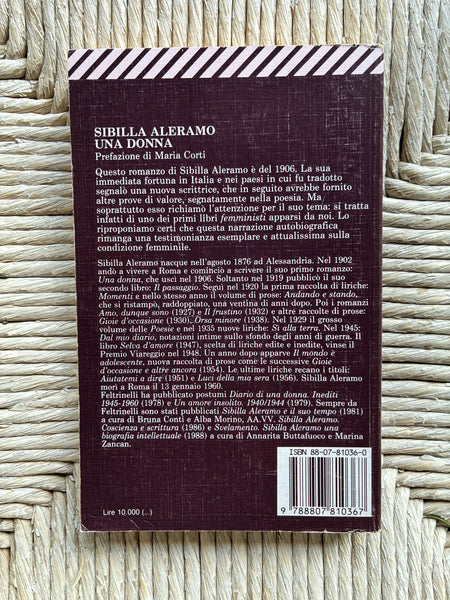 SIBILLA ALERAMO
UNA DONNA
Prefazione di Maria Corti
Questo romanzo di Sibilla Aleramo è del 1906. La sua
immediata fortuna in Italia e nei paesi in cui fu tradotto
segnalò una nuova scrittrice, che in seguito avrebbe fornito
altre prove di valore, segnatamente nella poesia. Ma
soprattutto esso richiamò l'attenzione per il suo tema: si tratta
infatti di uno dei primi libri femministi apparsi da noi. Lo
riproponiamo certi che questa narrazione autobiografica
rimanga una testimonianza esemplare e attualissima sulla
condizione femminile.
Sibilla Aleramo nacque nell'agosto 1876 ad Alessandria. Nel 1902
andò a vivere a Roma e cominciò a scrivere il suo primo romanzo:
Una donna, che uscì nel 1906. Soltanto nel 1919 pubblicò il suo
secondo libro: Il passaggio. Seguì nel 1920 la prima raccolta di liriche:
Momenti e nello stesso anno il volume di prose: Andando e stando,
che si ristampò, raddoppiato, una ventina di anni dopo. Poi i romanzi
Amo, dunque sono (1927) e Il frustino (1932) e altre raccolte di prose:
Gioie d'occasione (1930), Orsa minore (1938). Nel 1929 il grosso
volume delle Poesie e nel 1935 nuove liriche: Sì alla terra. Nel 1945:
Dal mio diario, notazioni intime sullo sfondo degli anni di guerra. Il
libro Selva d'amore (1947), scelta di liriche edite e inedite, vinse il
Premio Viareggio nel 1948. Un anno dopo apparve Il mondo è
adolescente, nuova raccolta di prose come le successive Gioie
d'occasione e altre ancora (1954). Le ultime liriche recano i titoli:
Aiutatemi a dire (1951) e Luci della mia sera (1956). Sibilla Aleramo
morì a Roma il 13 gennaio 1960.
Feltrinelli ha pubblicato postumi Diario di una donna. Inediti
1945-1960 (1978) e Un amore insolito. 1940/1944 (1979). Sempre da
Feltrinelli sono stati pubblicati Sibilla Aleramo e il suo tempo (1981)
a cura di Bruna Conti e Alba Morino, AA.VV. Sibilla Aleramo.
Coscienza e scrittura (1986) e Svelamento. Sibilla Aleramo: una
biografia intellettuale (1988) a cura di Annarita Buttafuoco e Marina
Zancan.
ISBN 88-07-81036-0
9 788807 810367
Lire 10.000 (...)